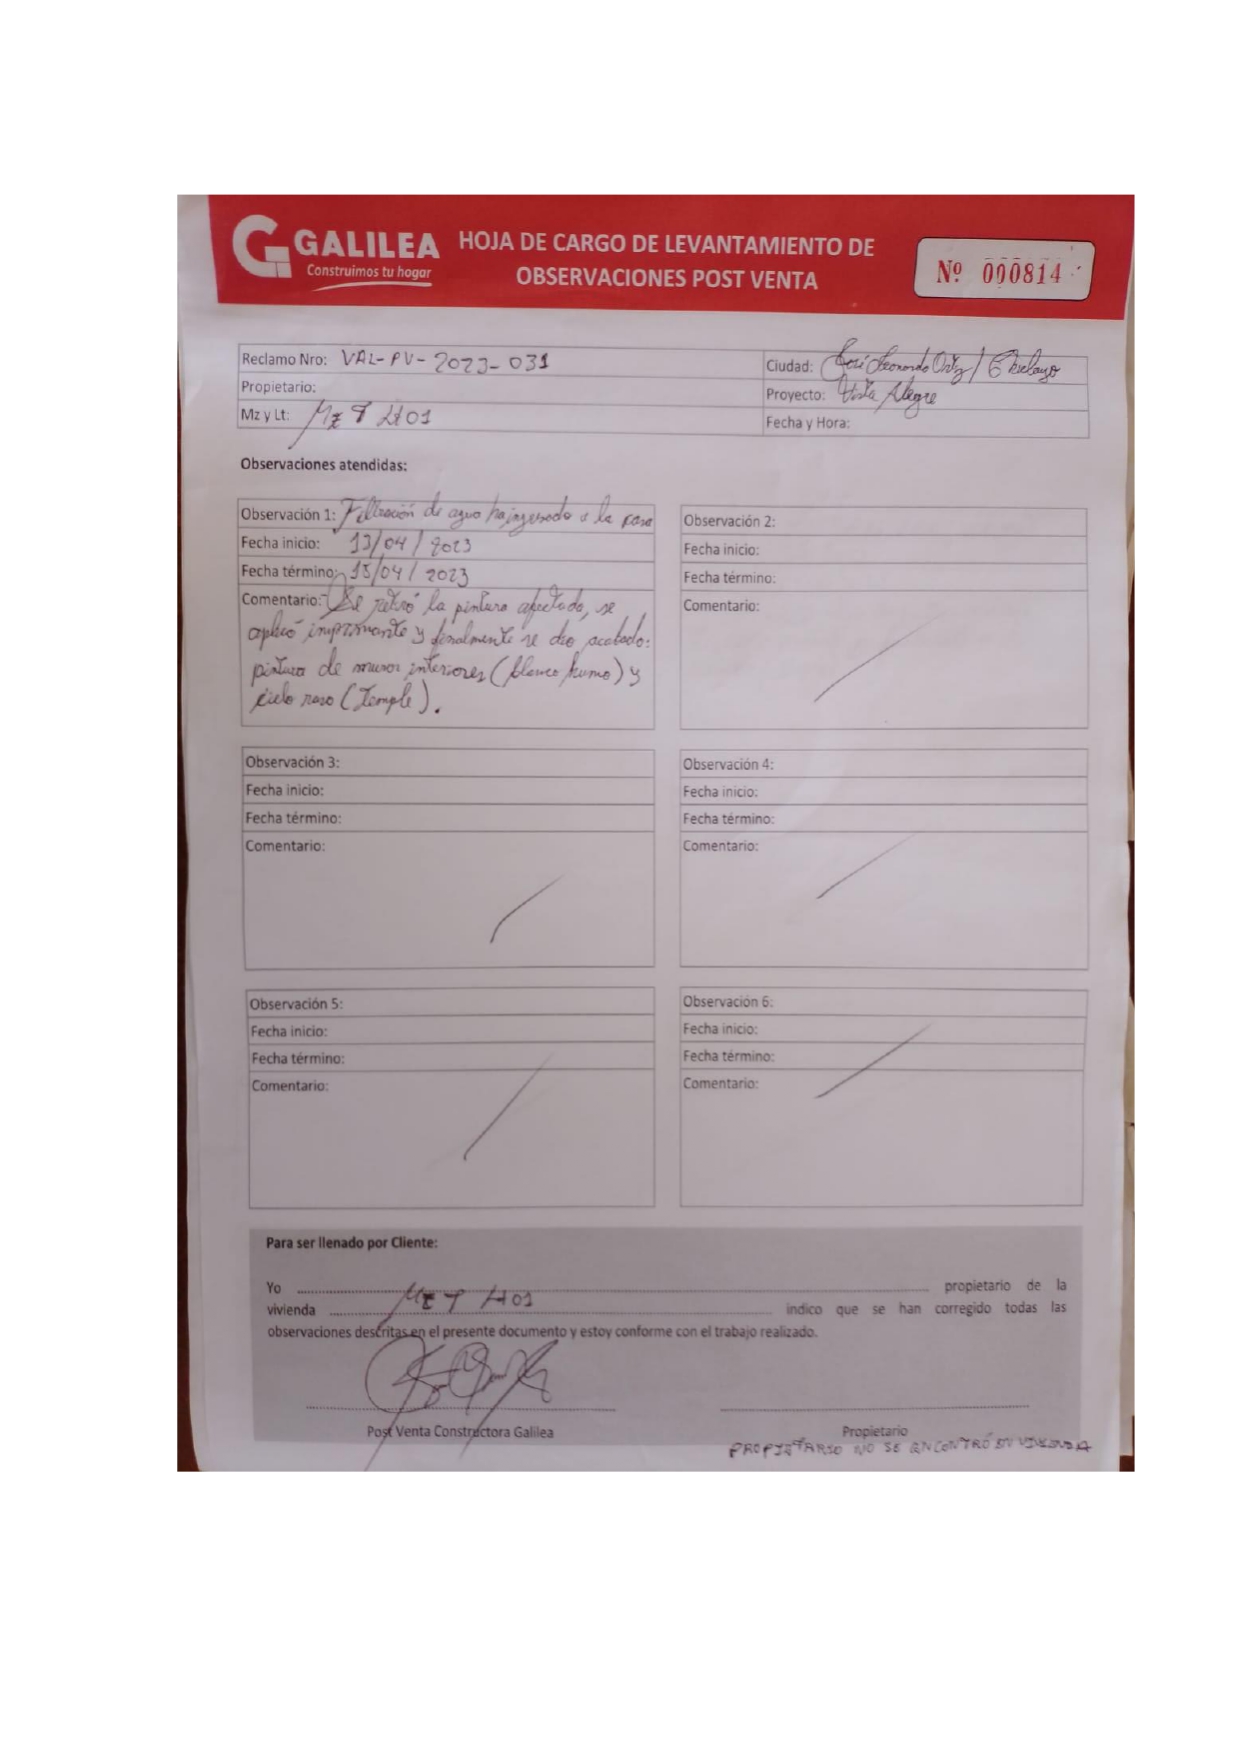 GALILEA
Construimos tu hogar
HOJA DE CARGO DE LEVANTAMIENTO DE
OBSERVACIONES POST VENTA
Nº 000814
Reclamo Nro: VAL-PV-2023-031
Ciudad: José Leonardo Ortiz / Chiclayo
Propietario:
Proyecto: Vista Alegre
Mz y Lt: Mz T Lt 01
Fecha y Hora:
Observaciones atendidas:
Observación 1: Filtración de agua ha ingresado a la casa
Fecha inicio: 13/04/2023
Fecha término: 15/04/2023
Comentario: Se retiró la pintura afectada, se
aplicó imprimante y finalmente se dio acabado:
pintura de muros interiores (blanco humo) y
cielo raso (Temple).
Observación 2:
Fecha inicio:
Fecha término:
Comentario:
Observación 3:
Fecha inicio:
Fecha término:
Comentario:
Observación 4:
Fecha inicio:
Fecha término:
Comentario:
Observación 5:
Fecha inicio:
Fecha término:
Comentario:
Observación 6:
Fecha inicio:
Fecha término:
Comentario:
Para ser llenado por Cliente:
Yo propietario de la
vivienda Mz T Lt 01 indico que se han corregido todas las
observaciones descritas en el presente documento y estoy conforme con el trabajo realizado.
Post Venta Constructora Galilea
Propietario
PROPIETARIO NO SE ENCONTRÓ EN VIVIENDA